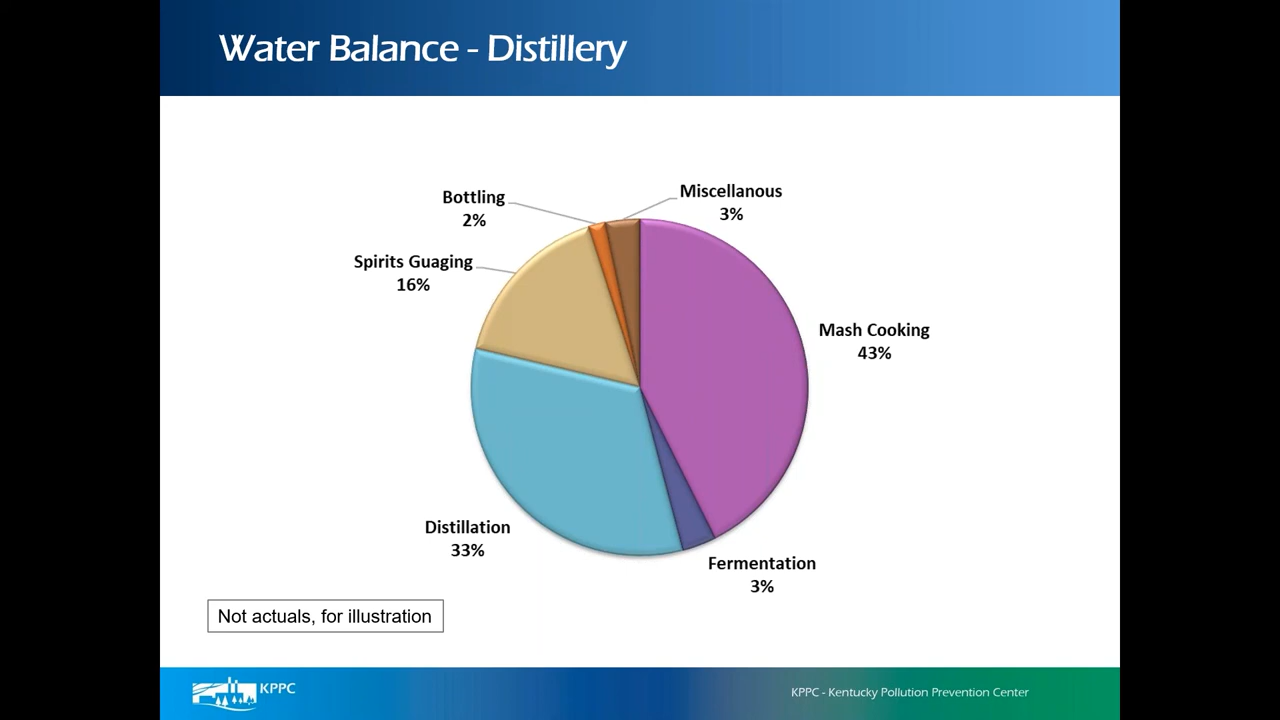 Water Balance - Distillery
Miscellanous
3%
Bottling
2%
Spirits Guaging
16%
Mash Cooking
43%
Distillation
33%
Fermentation
3%
Not actuals, for illustration
KPPC
KPPC - Kentucky Pollution Prevention Center